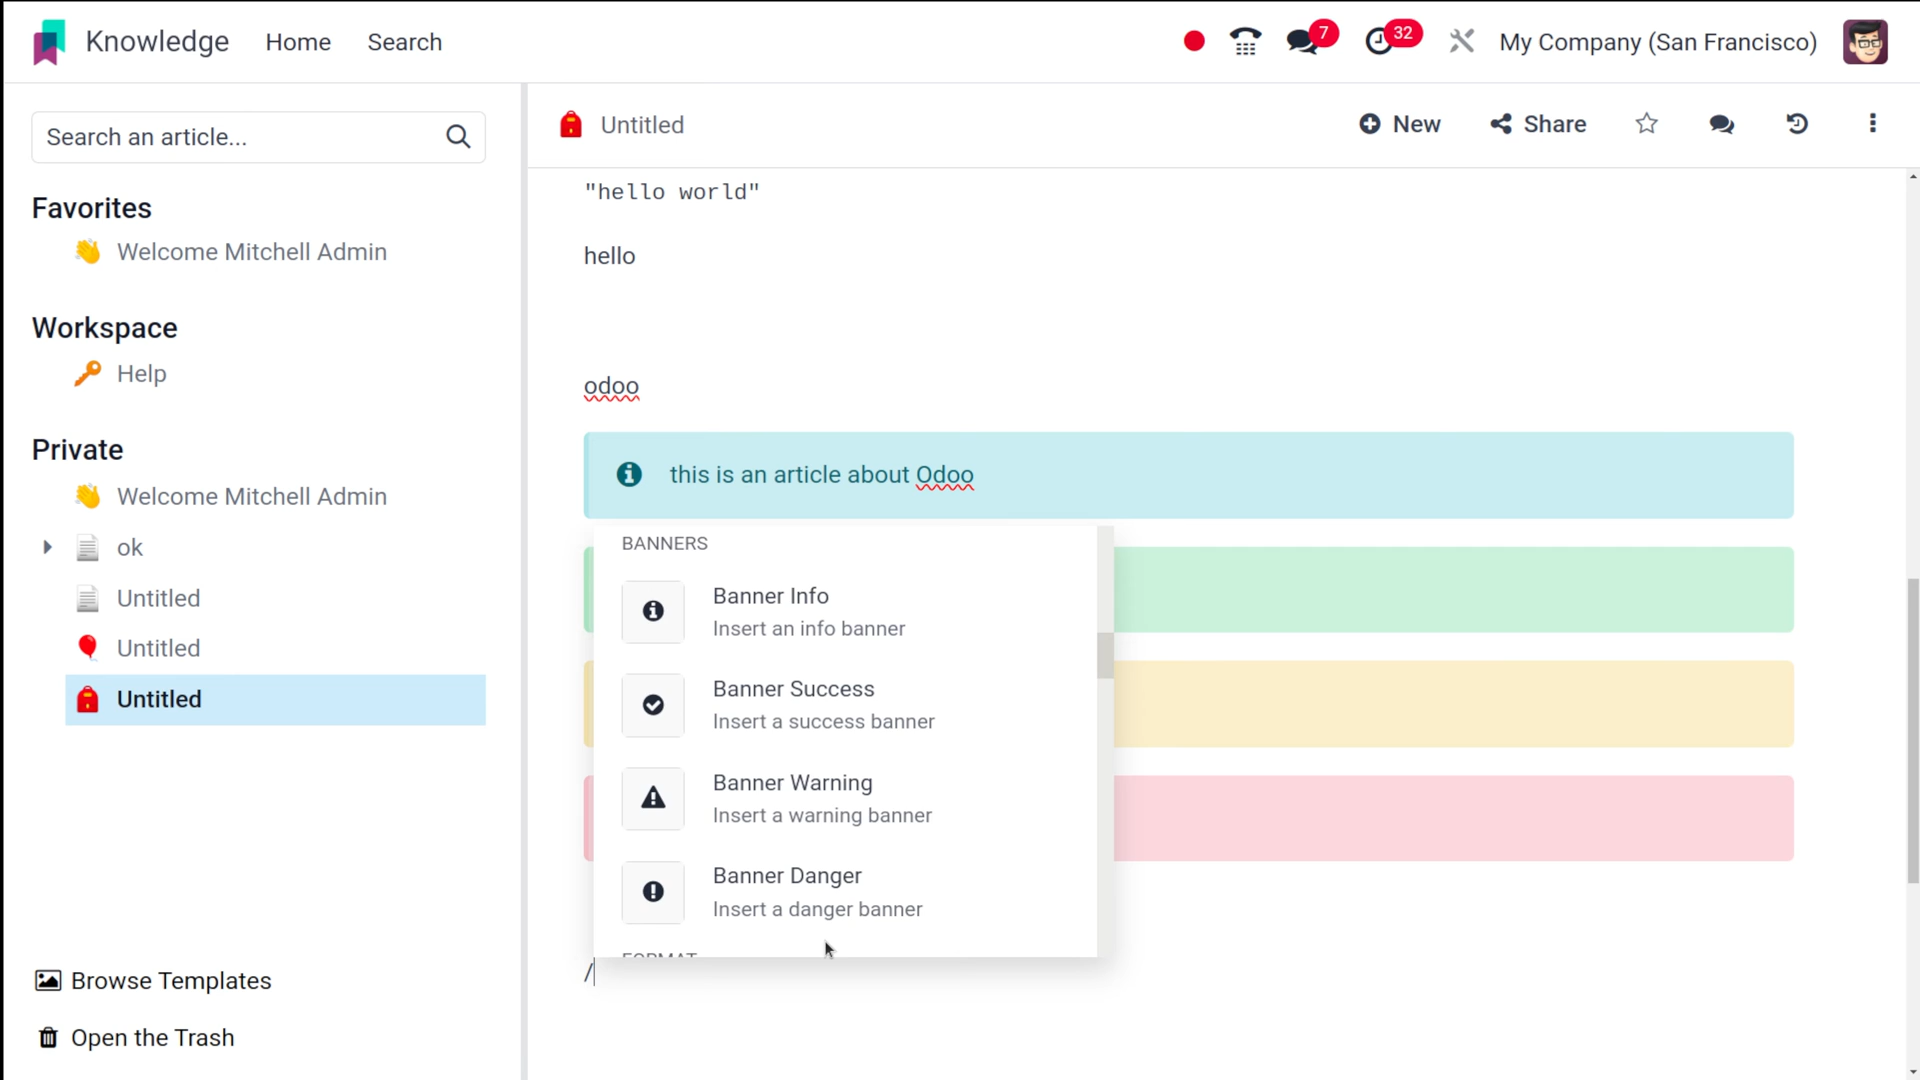 Knowledge Home Search 7 32 My Company (San Francisco)
Search an article...
Favorites
Welcome Mitchell Admin
Workspace
Help
Private
Welcome Mitchell Admin
ok
Untitled
Untitled
Untitled
Browse Templates
Open the Trash
Untitled New Share
"hello world"
hello
odoo
this is an article about Odoo
BANNERS
Banner Info
Insert an info banner
Banner Success
Insert a success banner
Banner Warning
Insert a warning banner
Banner Danger
Insert a danger banner
FORMAT
/